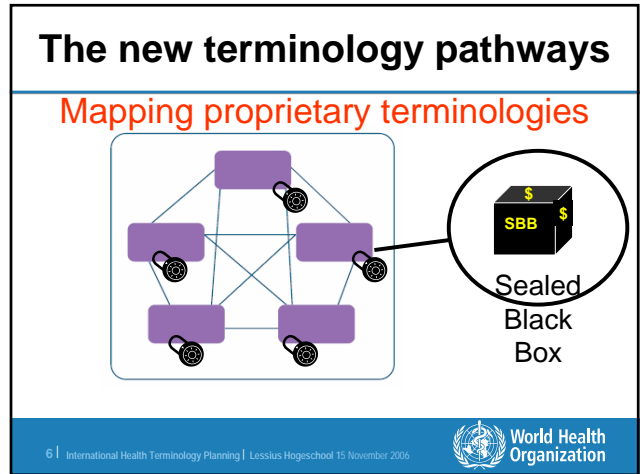 The new terminology pathways
Mapping proprietary terminologies
$
$
SBB
Sealed
Black
Box
6 | International Health Terminology Planning | Lessius Hogeschool 15 November 2006
World Health
Organization